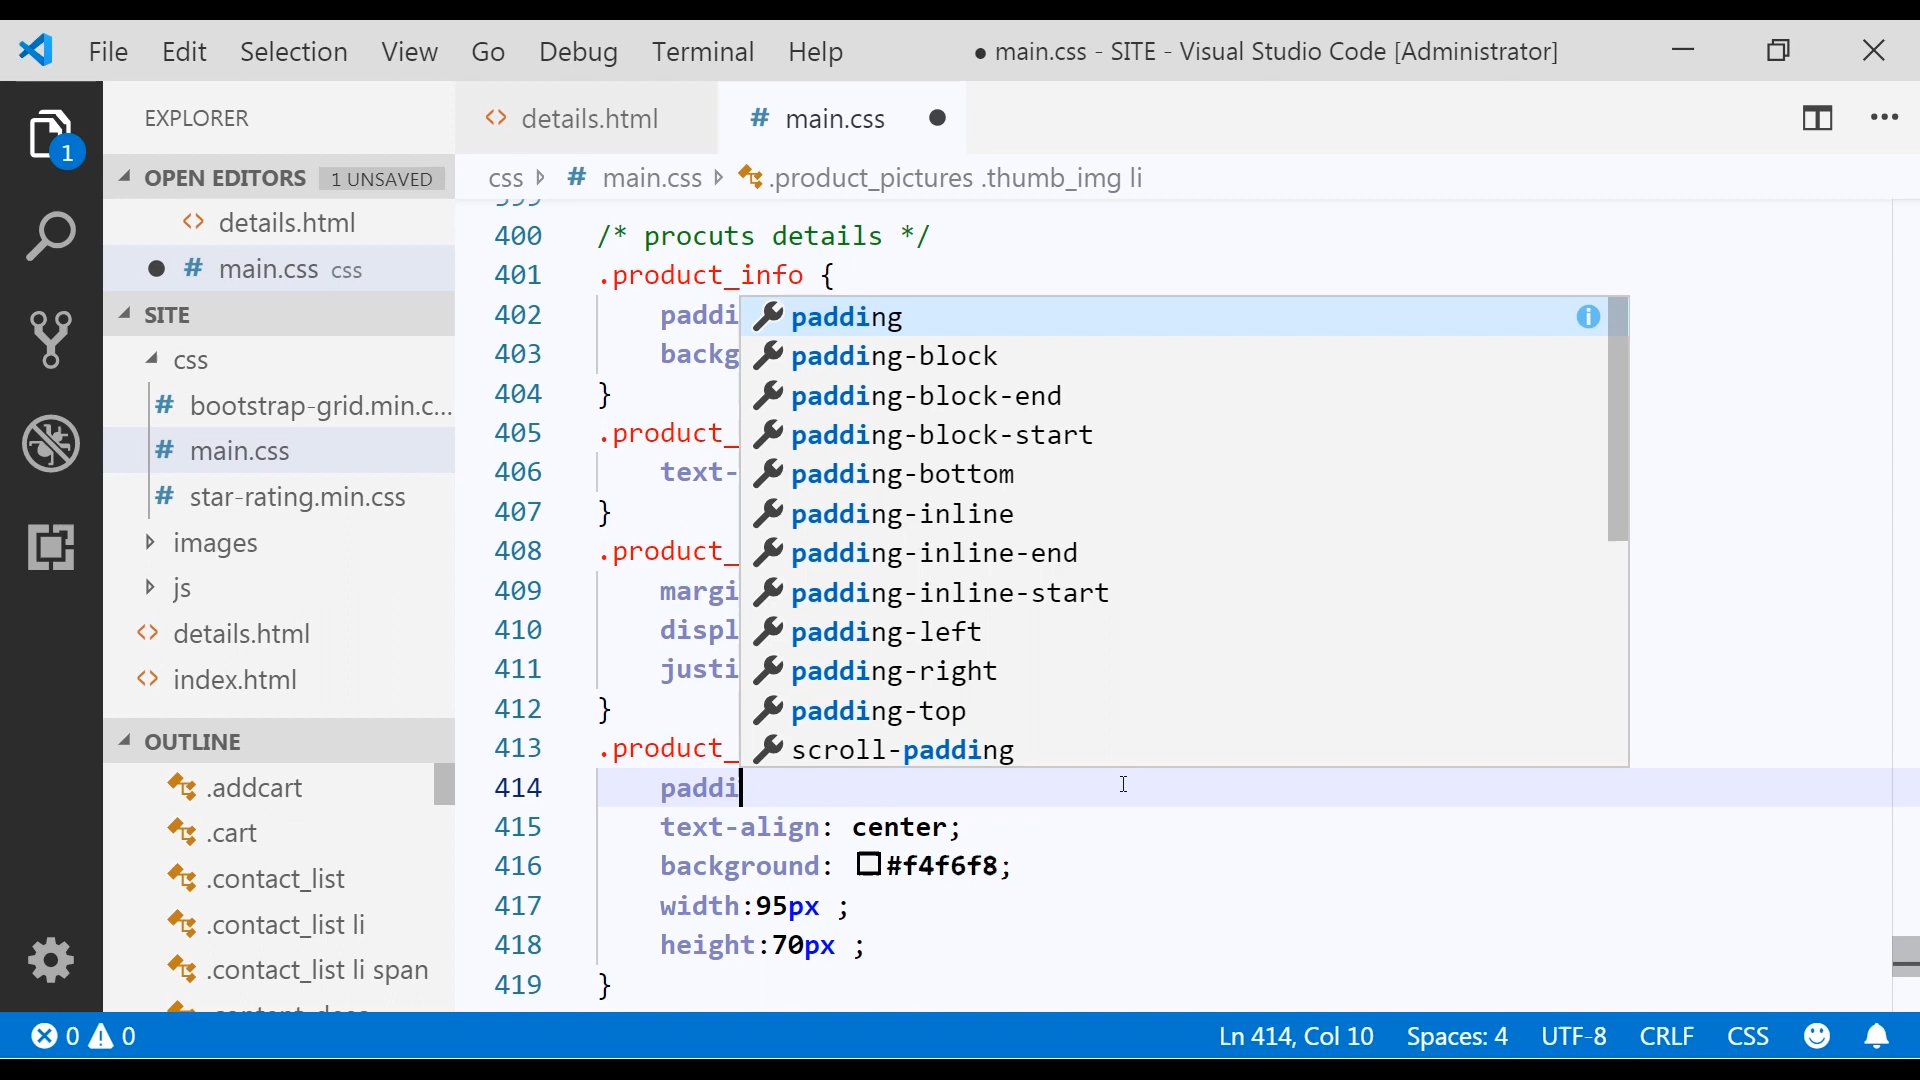 File Edit Selection View Go Debug Terminal Help ● main.css - SITE - Visual Studio Code [Administrator]
EXPLORER
details.html
# main.css
1
OPEN EDITORS 1 UNSAVED
details.html
# main.css css
SITE
css
# bootstrap-grid.min.c...
# main.css
# star-rating.min.css
images
js
details.html
index.html
OUTLINE
.addcart
.cart
.contact_list
.contact_list li
.contact_list li span
css > # main.css > .product_pictures .thumb_img li
399
400 /* procuts details */
401 .product_info {
402 paddi
403 backg
404 }
405 .product_
406 text-
407 }
408 .product_
409 margi
410 displ
411 justi
412 }
413 .product_
414 paddi
415 text-align: center;
416 background: #f4f6f8;
417 width:95px ;
418 height:70px ;
419 }
padding
padding-block
padding-block-end
padding-block-start
padding-bottom
padding-inline
padding-inline-end
padding-inline-start
padding-left
padding-right
padding-top
scroll-padding
0 0 Ln 414, Col 10 Spaces: 4 UTF-8 CRLF CSS